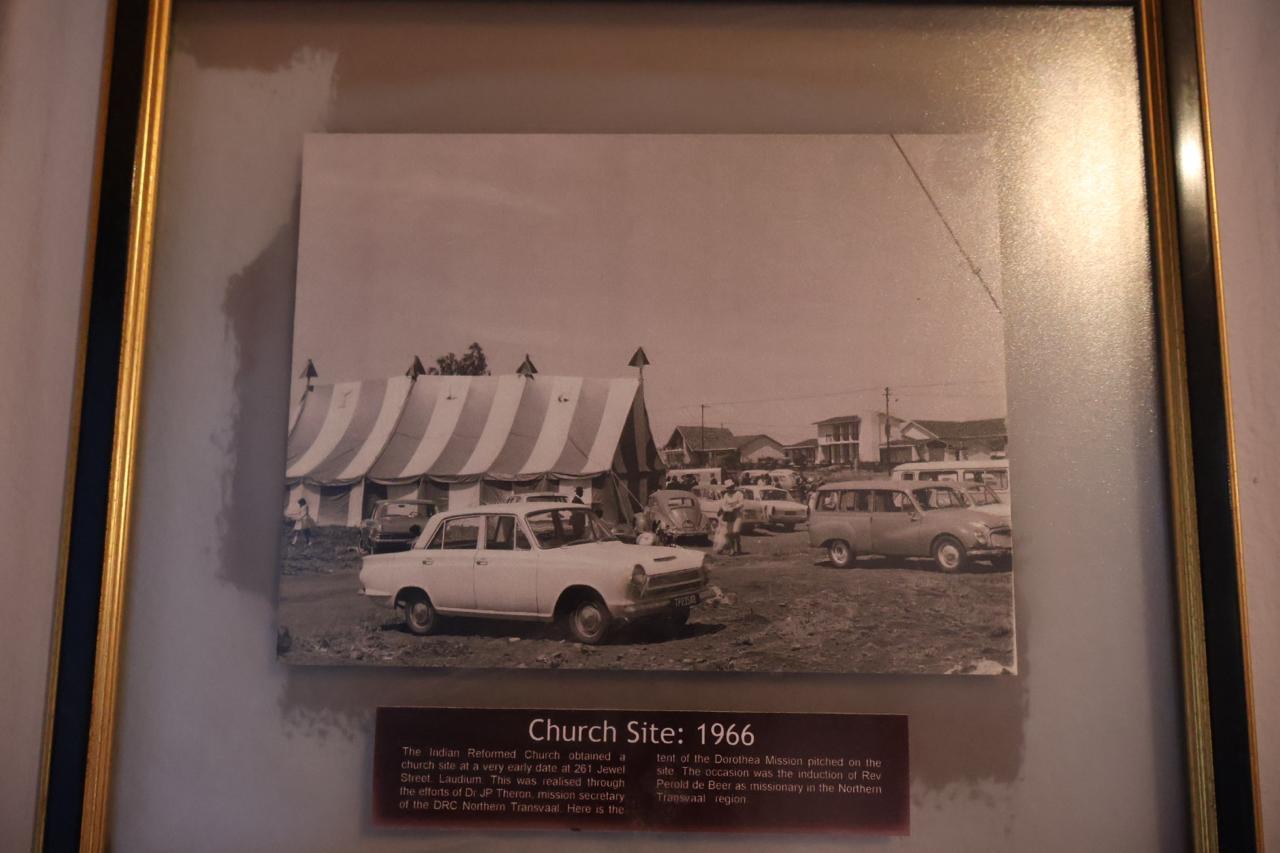 Church Site: 1966
The Indian Reformed Church obtained a
church site at a very early date at 261 Jewel
Street. Laudium. This was realised through
the efforts of Dr JP Theron, mission secretary
of the DRC Northern Transvaal. Here is the
tent of the Dorothea Mission pitched on the
site. The occasion was the induction of Rev
Perold de Beer as missionary in the Northern
Transvaal region.